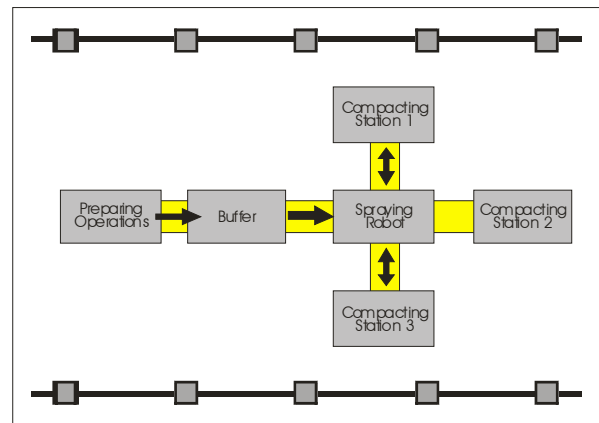 Compacting
Station 1
Preparing
Operations
Buffer
Spraying
Robot
Compacting
Station 2
Compacting
Station 3